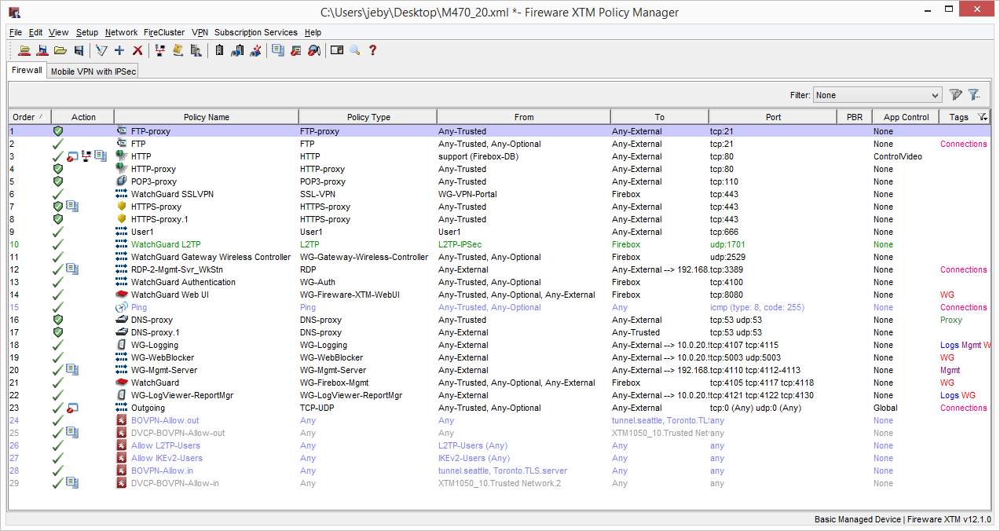 C:\Users\jeby\Desktop\M470_20.xml *- Fireware XTM Policy Manager
File Edit View Setup Network FireCluster VPN Subscription Services Help
Firewall Mobile VPN with IPSec
Filter: None
Order Action Policy Name Policy Type From To Port PBR App Control Tags
1 FTP-proxy FTP-proxy Any-Trusted Any-External tcp:21 None
2 FTP FTP Any-Trusted, Any-Optional Any-External tcp:21 None Connections
3 HTTP HTTP support (Firebox-DB) Any-External tcp:80 ControlVideo
4 HTTP-proxy HTTP-proxy Any-Trusted Any-External tcp:80 None
5 POP3-proxy POP3-proxy Any-Trusted Any-External tcp:110 None
6 WatchGuard SSLVPN SSL-VPN WG-VPN-Portal Firebox tcp:443 None
7 HTTPS-proxy HTTPS-proxy Any-Trusted Any-External tcp:443 None
8 HTTPS-proxy.1 HTTPS-proxy Any-Trusted Any-External tcp:443 None
9 User1 User1 User1 Any-External tcp:666 None
10 WatchGuard L2TP L2TP L2TP-IPSec Firebox udp:1701 None
11 WatchGuard Gateway Wireless Controller WG-Gateway-Wireless-Controller Any-Trusted, Any-Optional Firebox udp:2529 None
12 RDP-2-Mgmt-Svr_WkStn RDP Any-External Any-External --> 192.168. tcp:3389 None Connections
13 WatchGuard Authentication WG-Auth Any-Trusted, Any-Optional Firebox tcp:4100 None
14 WatchGuard Web UI WG-Fireware-XTM-WebUI Any-Trusted, Any-Optional, Any-External Firebox tcp:8080 None WG
15 Ping Ping Any-Trusted, Any-Optional Any icmp (type: 8, code: 255) None Connections
16 DNS-proxy DNS-proxy Any-Trusted Any-External tcp:53 udp:53 None Proxy
17 DNS-proxy.1 DNS-proxy Any-External Any-Trusted tcp:53 udp:53 None
18 WG-Logging WG-Logging Any-External Any-External --> 10.0.20. tcp:4107 tcp:4115 None Logs Mgmt W
19 WG-WebBlocker WG-WebBlocker Any-External Any-External --> 10.0.20. tcp:5003 udp:5003 None WG
20 WG-Mgmt-Server WG-Mgmt-Server Any-External Any-External --> 192.168. tcp:4110 tcp:4112-4113 None Mgmt
21 WatchGuard WG-Firebox-Mgmt Any-Trusted, Any-Optional, Any-External Firebox tcp:4105 tcp:4117 tcp:4118 None WG
22 WG-LogViewer-ReportMgr WG-LogViewer-ReportMgr Any-External Any-External --> 10.0.20. tcp:4121 tcp:4122 tcp:4130 None Logs WG
23 Outgoing TCP-UDP Any-Trusted, Any-Optional Any-External tcp:0 (Any) udp:0 (Any) Global Connections
24 BOVPN-Allow.out Any Any tunnel.seattle, Toronto.TL any None
25 DVCP-BOVPN-Allow-out Any Any XTM1050_10.Trusted Net any None
26 Allow L2TP-Users Any L2TP-Users (Any) Any any None
27 Allow IKEv2-Users Any IKEv2-Users (Any) Any any None
28 BOVPN-Allow.in Any tunnel.seattle, Toronto.TLS.server Any any None
29 DVCP-BOVPN-Allow-in Any XTM1050_10.Trusted Network.2 Any any None
Basic Managed Device | Fireware XTM v12.1.0